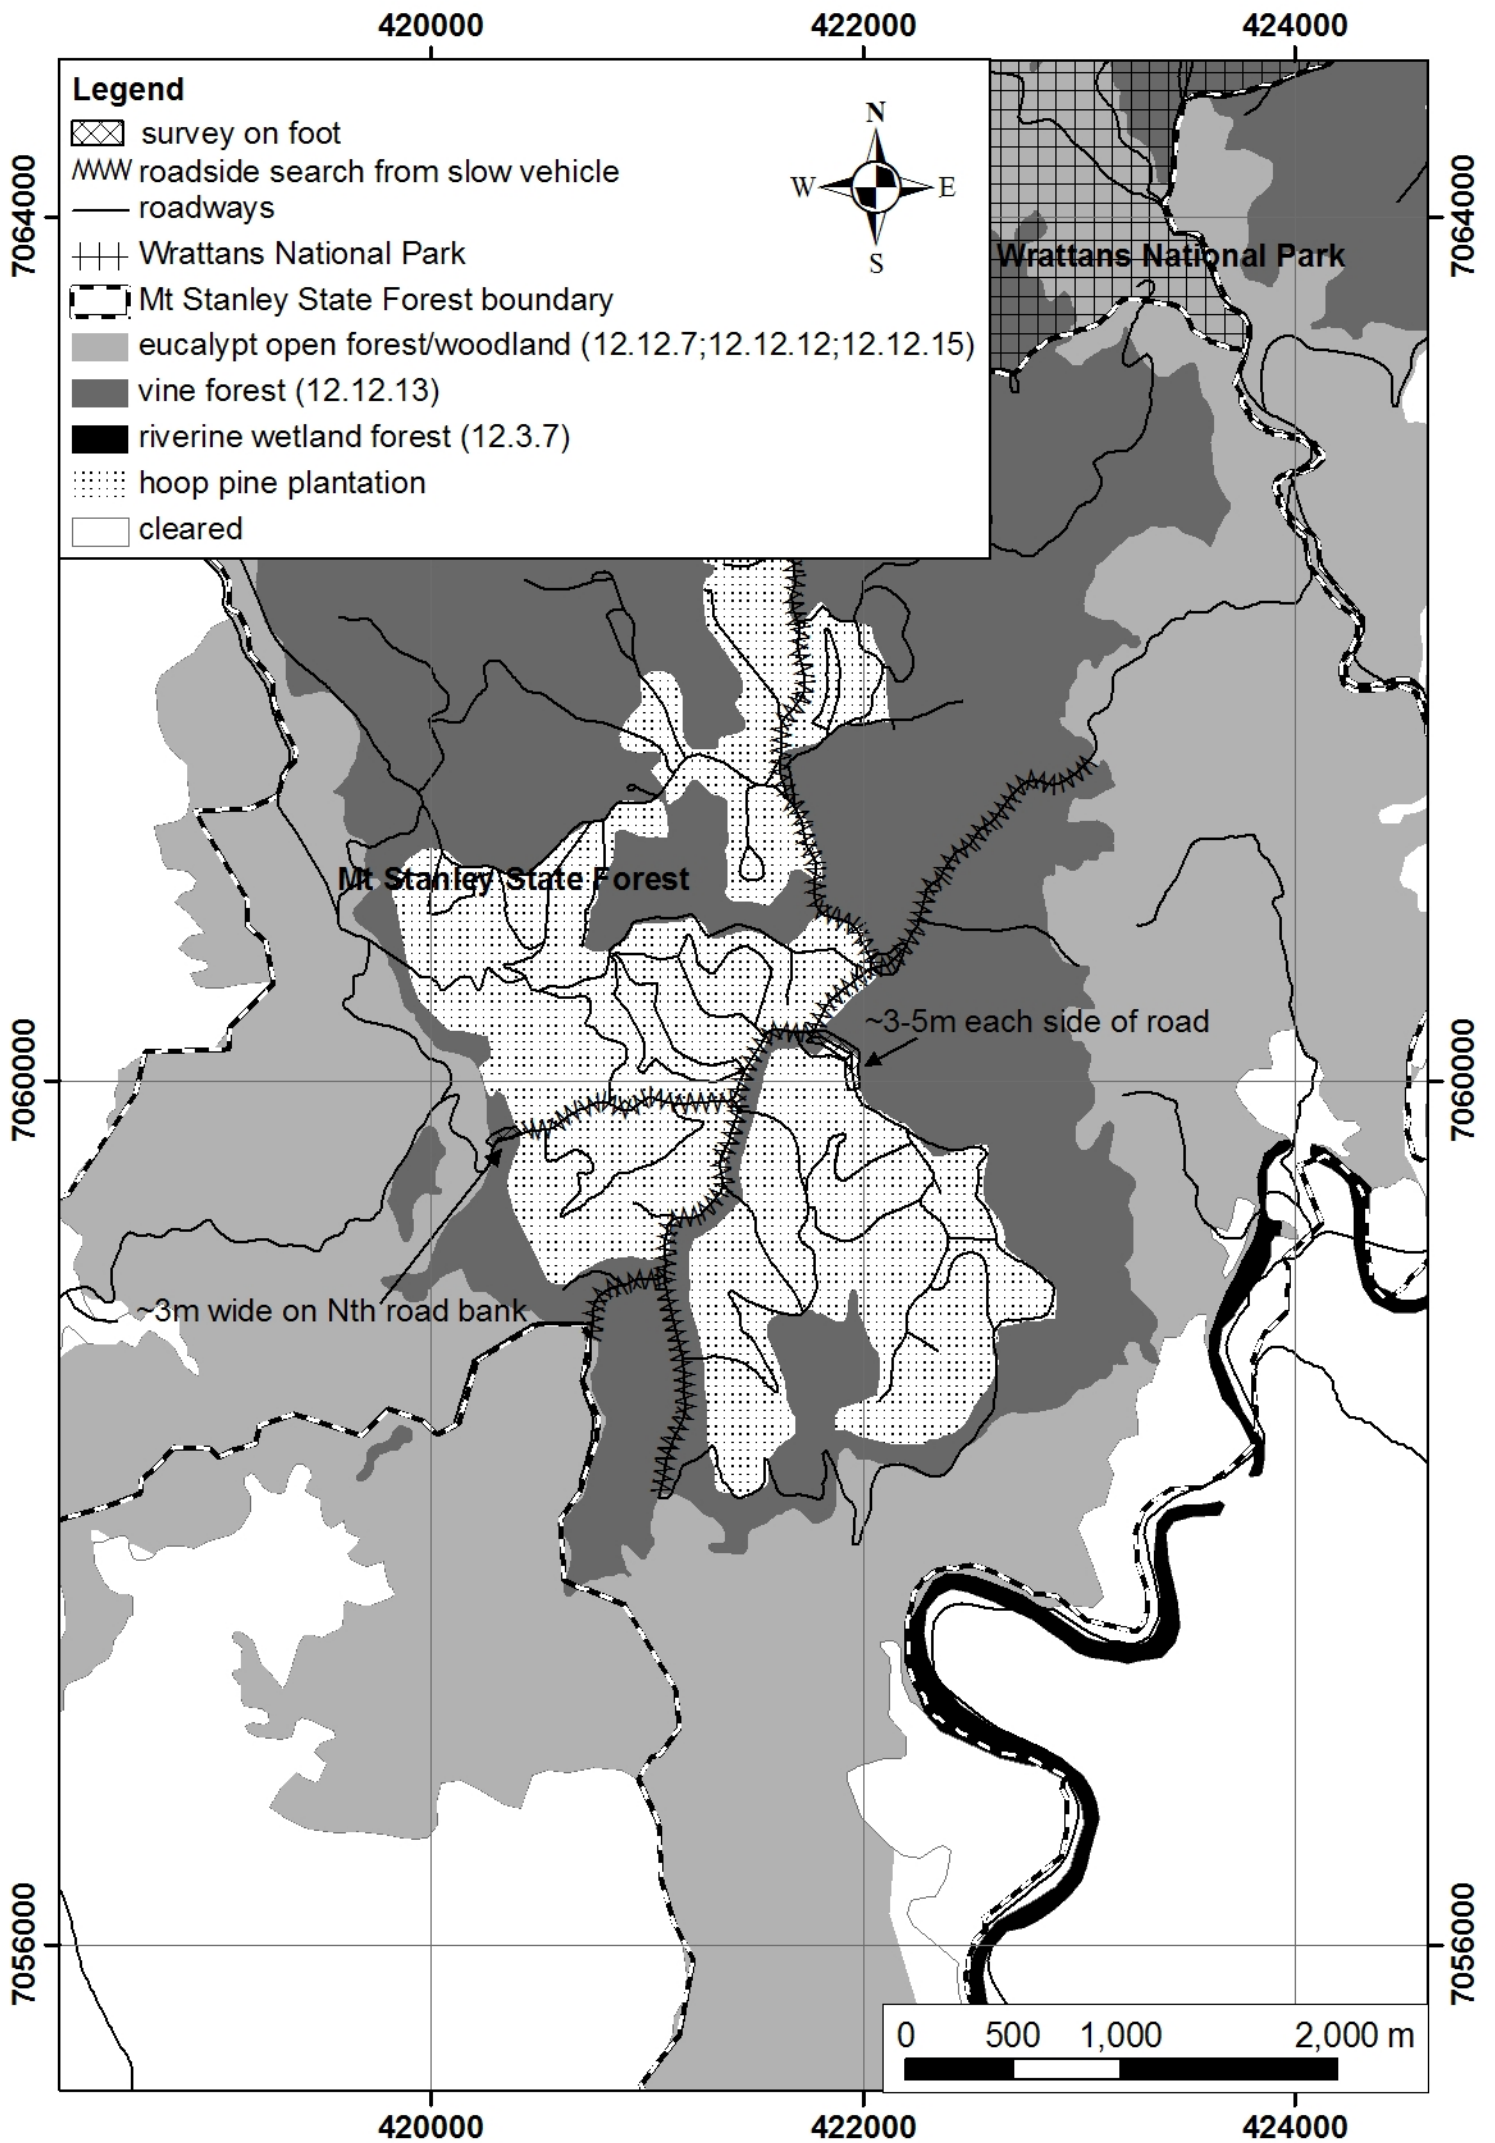 420000 422000 424000
Legend
survey on foot
roadside search from slow vehicle
roadways
Wrattans National Park
Mt Stanley State Forest boundary
eucalypt open forest/woodland (12.12.7;12.12.12;12.12.15)
vine forest (12.12.13)
riverine wetland forest (12.3.7)
hoop pine plantation
cleared
N
W E
S
7064000 7064000
Wrattans National Park
Mt Stanley State Forest
~3-5m each side of road
7060000 7060000
~3m wide on Nth road bank
7056000 7056000
0 500 1,000 2,000 m
420000 422000 424000